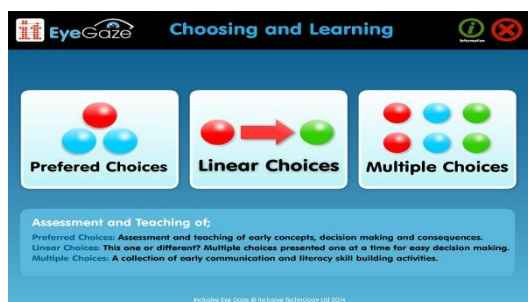 it EyeGaze
Choosing and Learning
Information
Prefered Choices
Linear Choices
Multiple Choices
Assessment and Teaching of;
Preferred Choices: Assessment and teaching of early concepts, decision making and consequences.
Linear Choices: This one or different? Multiple choices presented one at a time for easy decision making.
Multiple Choices: A collection of early communication and literacy skill building activities.
Inclusive Eye Gaze © Inclusive Technology Ltd 2014